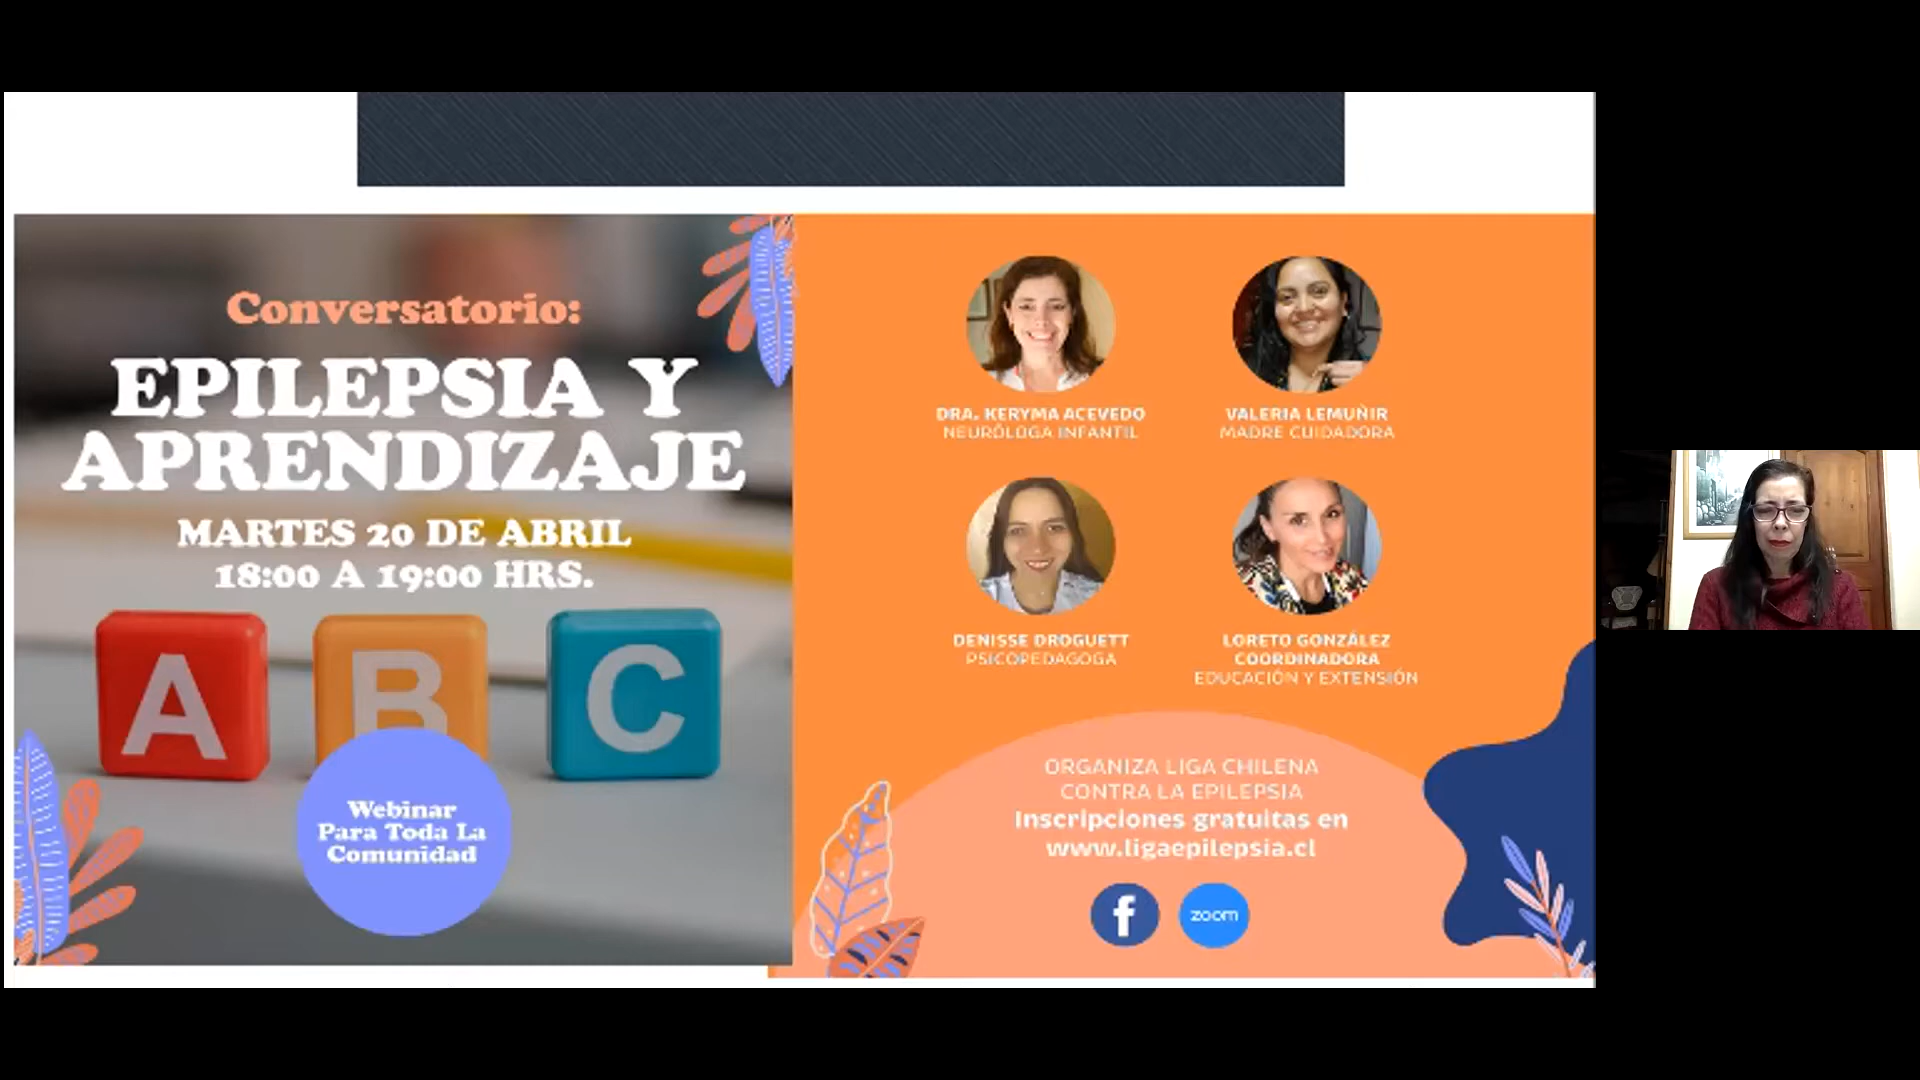 Conversatorio:
EPILEPSIA Y
APRENDIZAJE
MARTES 20 DE ABRIL
18:00 A 19:00 HRS.
A
B
C
Webinar
Para Toda La
Comunidad
DRA. KERYMA ACEVEDO
NEURÓLOGA INFANTIL
VALERIA LEMUÑIR
MADRE CUIDADORA
DENISSE DROGUETT
PSICOPEDAGOGA
LORETO GONZÁLEZ
COORDINADORA
EDUCACIÓN Y EXTENSIÓN
ORGANIZA LIGA CHILENA
CONTRA LA EPILEPSIA
Inscripciones gratuitas en
www.ligaepilepsia.cl
f
zoom